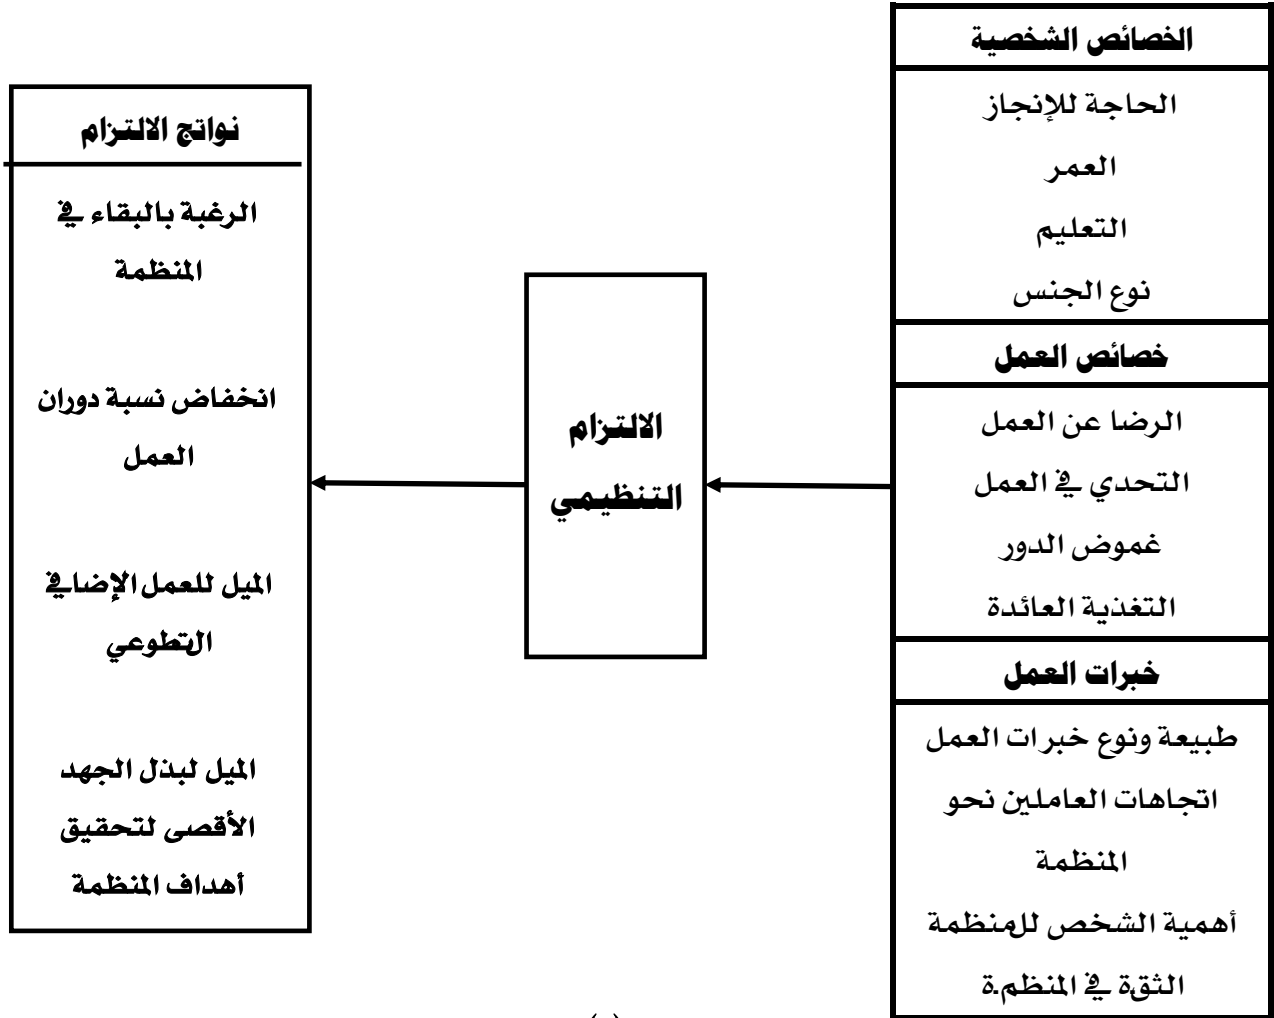 الخصائص الشخصية
الحاجة للإنجاز
العمر
التعليم
نوع الجنس
خصائص العمل
الرضا عن العمل
التحدي في العمل
غموض الدور
التغذية العائدة
خبرات العمل
طبيعة ونوع خبرات العمل
اتجاهات العاملين نحو
المنظمة
أهمية الشخص للمنظمة
الثقة في المنظمة
الالتزام
التنظيمي
نواتج الالتزام
الرغبة بالبقاء في
المنظمة
انخفاض نسبة دوران
العمل
الميل للعمل الإضافي
التطوعي
الميل لبذل الجهد
الأقصى لتحقيق
أهداف المنظمة